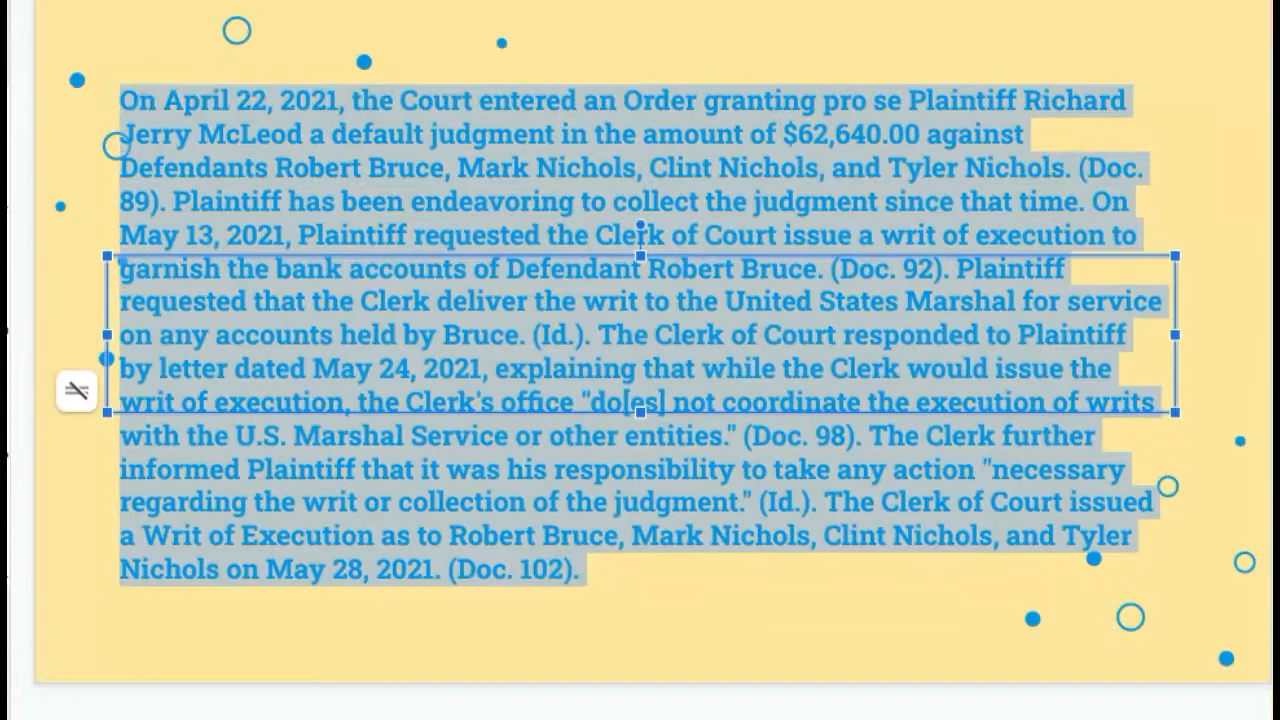 On April 22, 2021, the Court entered an Order granting pro se Plaintiff Richard
Jerry McLeod a default judgment in the amount of $62,640.00 against
Defendants Robert Bruce, Mark Nichols, Clint Nichols, and Tyler Nichols. (Doc.
89). Plaintiff has been endeavoring to collect the judgment since that time. On
May 13, 2021, Plaintiff requested the Clerk of Court issue a writ of execution to
garnish the bank accounts of Defendant Robert Bruce. (Doc. 92). Plaintiff
requested that the Clerk deliver the writ to the United States Marshal for service
on any accounts held by Bruce. (Id.). The Clerk of Court responded to Plaintiff
by letter dated May 24, 2021, explaining that while the Clerk would issue the
writ of execution, the Clerk's office "do[es] not coordinate the execution of writs
with the U.S. Marshal Service or other entities." (Doc. 98). The Clerk further
informed Plaintiff that it was his responsibility to take any action "necessary
regarding the writ or collection of the judgment." (Id.). The Clerk of Court issued
a Writ of Execution as to Robert Bruce, Mark Nichols, Clint Nichols, and Tyler
Nichols on May 28, 2021. (Doc. 102).